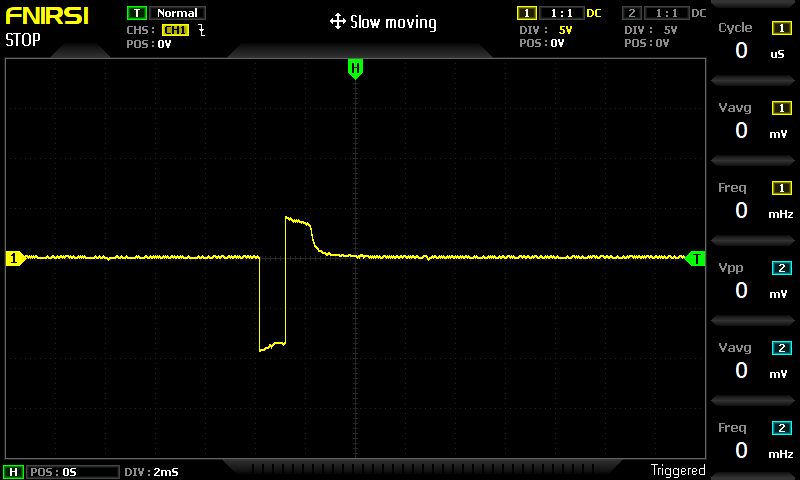 FNIRSI
STOP
T Normal
CHS: CH1
POS: 0V
Slow moving
1 1:1 DC
DIV: 5V
POS: 0V
2 1:1 DC
DIV: 5V
POS: 0V
H
1
T
Cycle 1
0 uS
Vavg 1
0 mV
Freq 1
0 mHz
Vpp 2
0 mV
Vavg 2
0 mV
Freq 2
0 mHz
H POS: 0S DIV: 2mS
Triggered